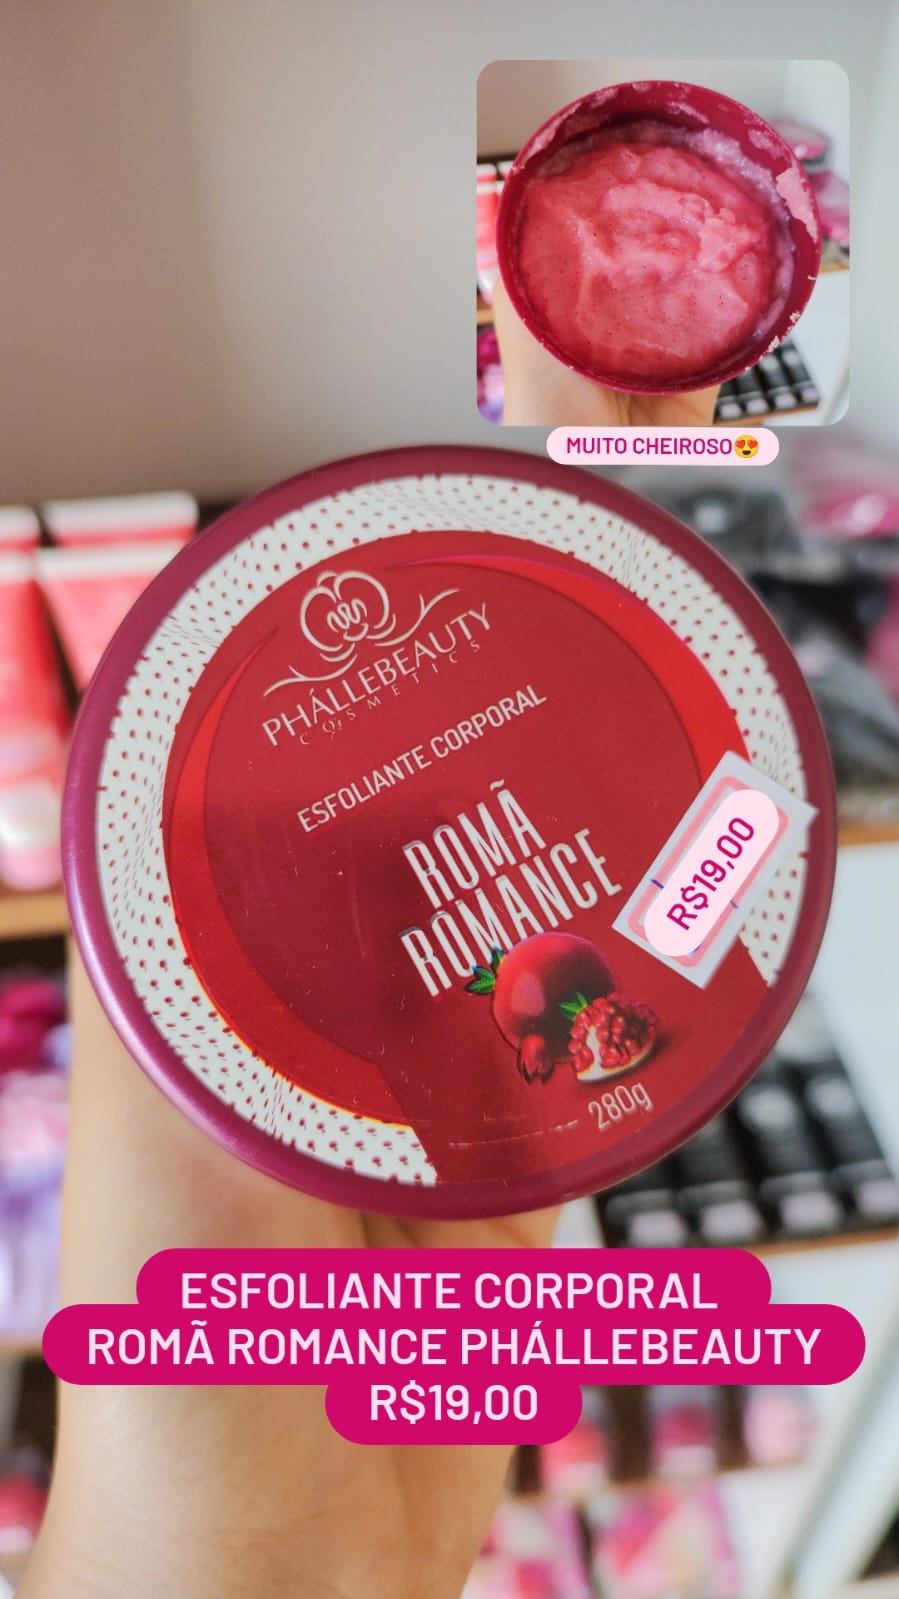 MUITO CHEIROSO😍
PHÁLLEBEAUTY
COSMETICS
ESFOLIANTE CORPORAL
ROMÃ
ROMANCE
R$19,00
280g
ESFOLIANTE CORPORAL
ROMÃ ROMANCE PHÁLLEBEAUTY
R$19,00